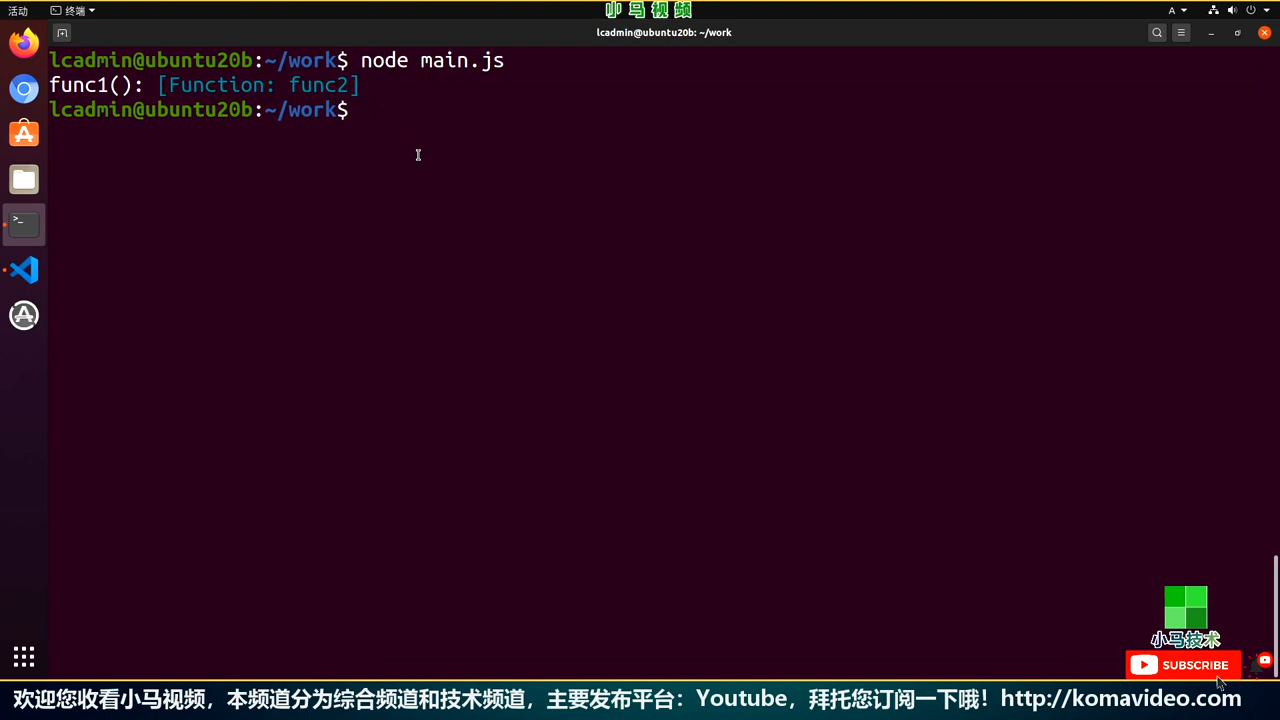 活动 终端 小马视频 A
lcadmin@ubuntu20b: ~/work
lcadmin@ubuntu20b:~/work$ node main.js
func1(): [Function: func2]
lcadmin@ubuntu20b:~/work$
小马技术
SUBSCRIBE
欢迎您收看小马视频，本频道分为综合频道和技术频道，主要发布平台：Youtube，拜托您订阅一下哦！http://komavideo.com